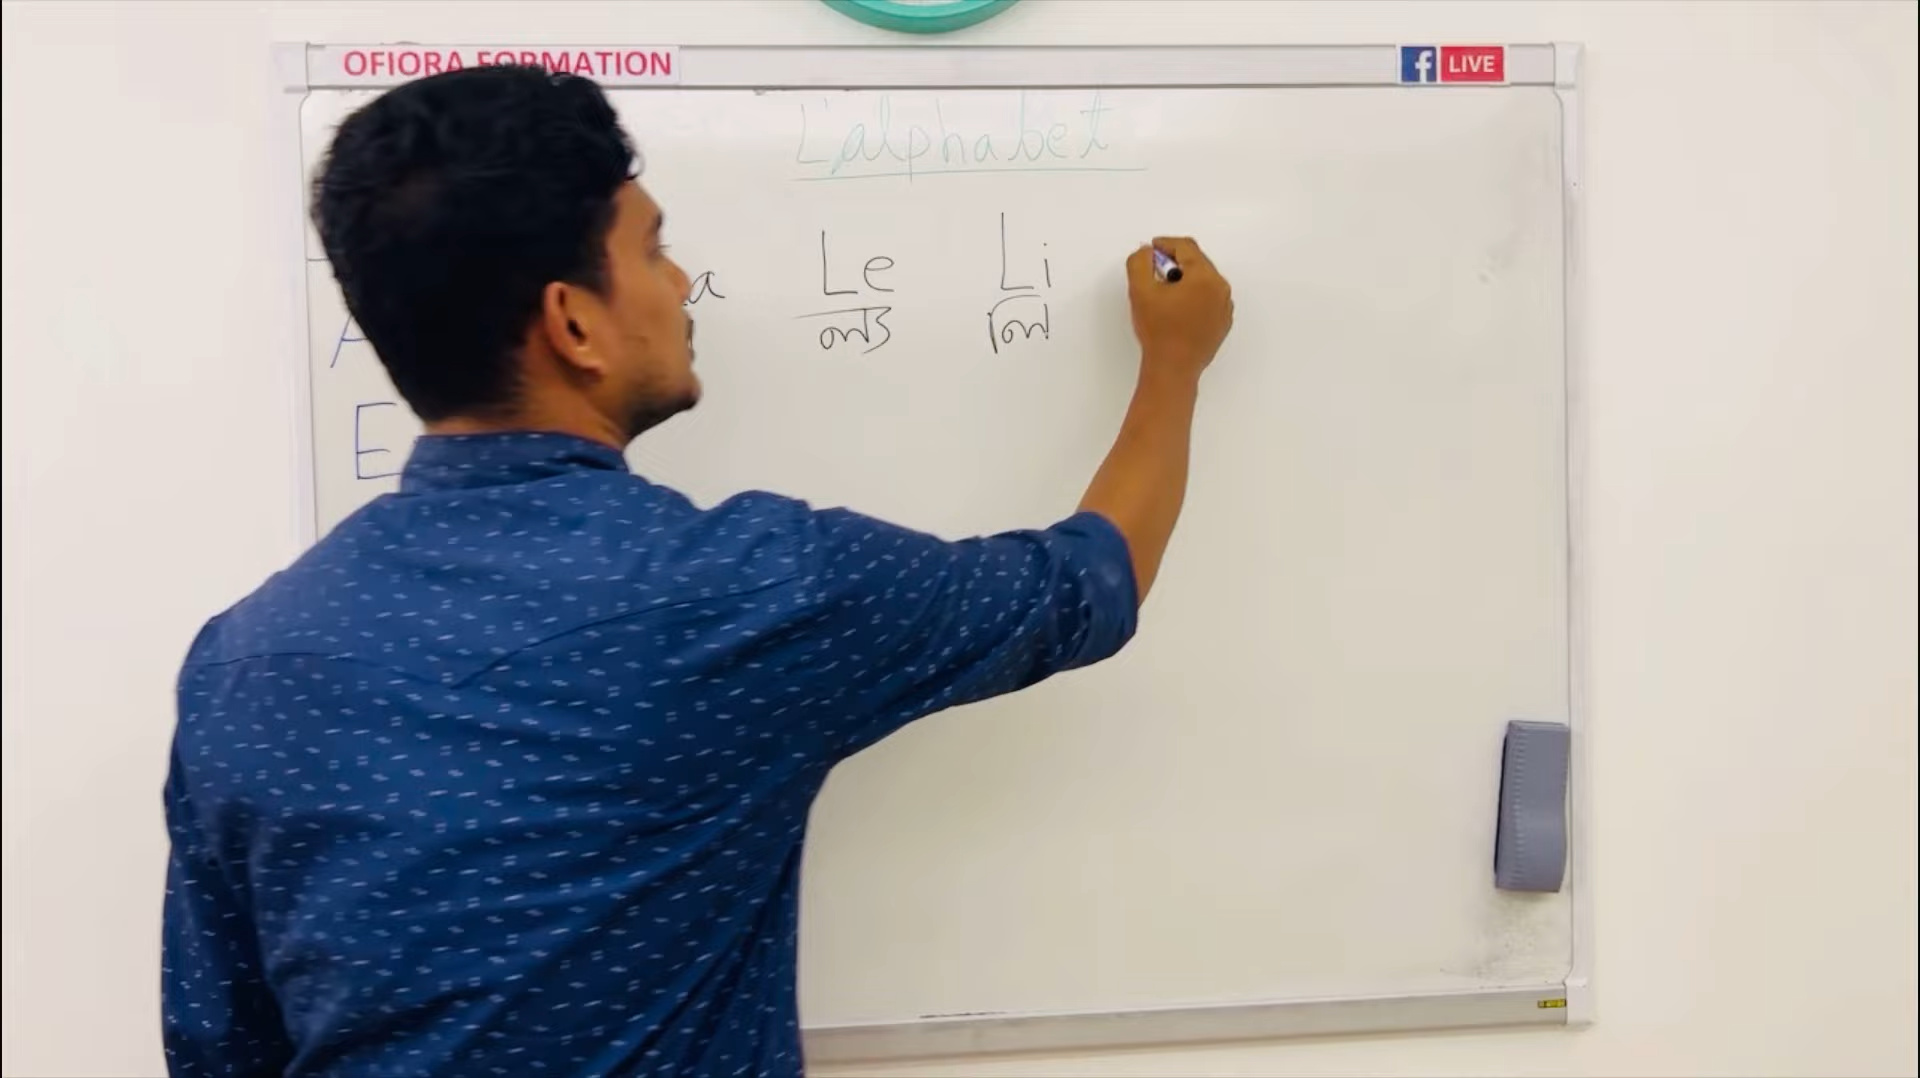 OFIORA FORMATION
f LIVE
L'alphabet
a Le Li
লি
A
E